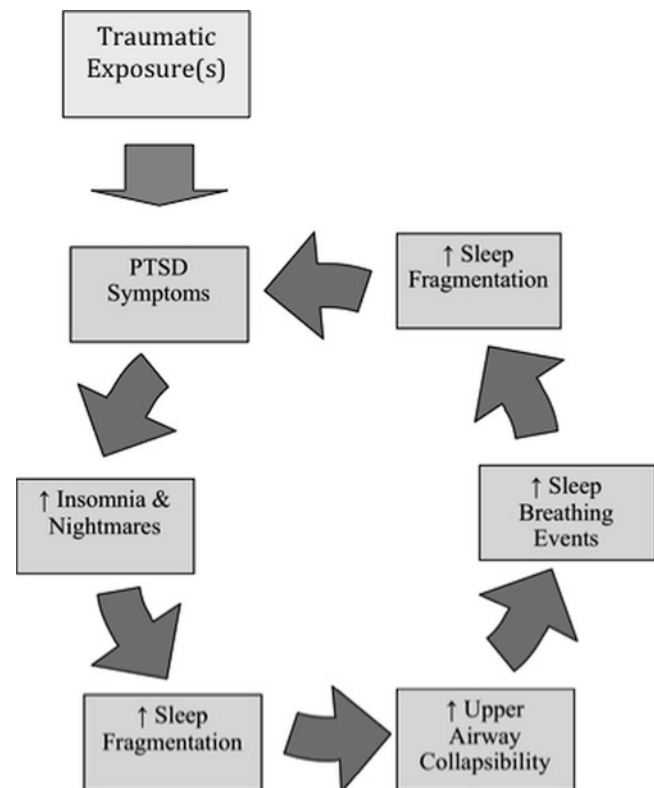 Traumatic
Exposure(s)
PTSD
Symptoms
↑ Sleep
Fragmentation
↑ Insomnia &
Nightmares
↑ Sleep
Breathing
Events
↑ Sleep
Fragmentation
↑ Upper
Airway
Collapsibility